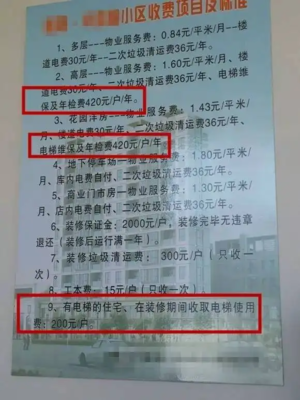 小区收费项目及标准
1、多层---物业服务费：0.84元/平米/月--楼
道电费30元/年--二次垃圾清运费36元/年。
2、高层---物业服务费：1.60元/平米/月--楼
道电费30元/年、二次垃圾清运费36元/年、电梯维
保及年检费420元/户/年。
3、花园洋房---物业服务费：1.43元/平米/
月、楼道电费30元/年、二次垃圾清运费36元/年、
电梯维保及年检费420元/户/年。
4、地下停车场--物业服务费：1.80元/平米/
月、库内电费自付、二次垃圾清运费36元/年。
5、商业门市房--物业服务费：1.30元/平米/
月、店内电费自付、二次垃圾清运费36元/年。
6、装修保证金：2000元/户，装修完毕无违章
退还（装修后运行满一年）
7、装修垃圾清运费：300元/户（只收一
次）
8、工本费：15元/户（只收一次）
9、有电梯的住宅、在装修期间收取电梯使用
费：200元/户。